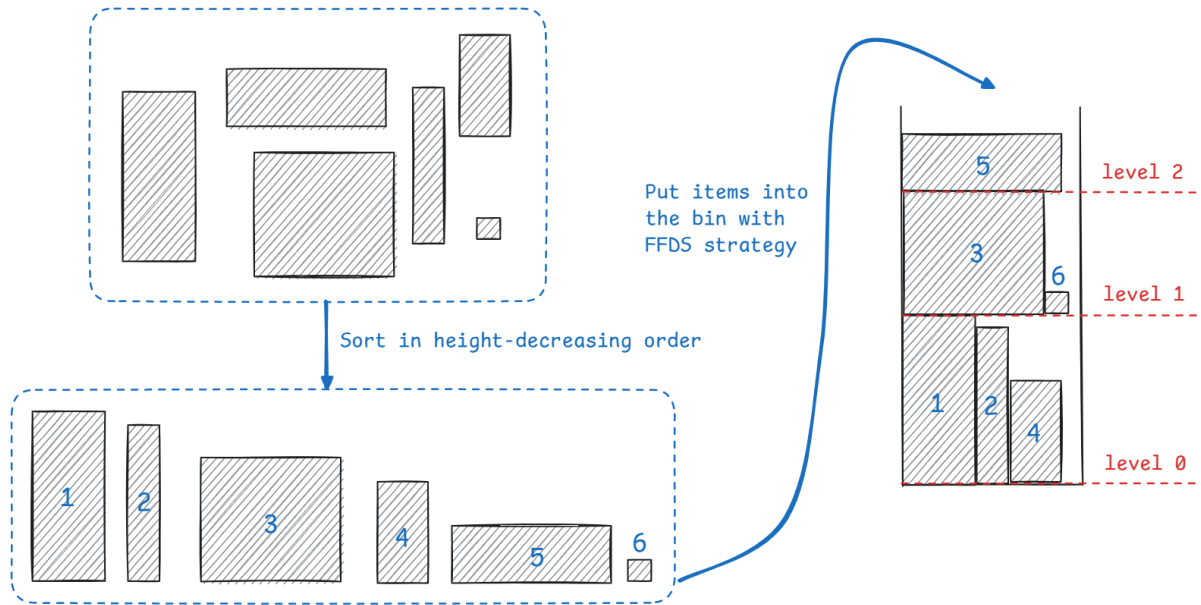 Sort in height-decreasing order
1
2
3
4
5
6
Put items into
the bin with
FFDS strategy
5
level 2
3
6
level 1
1
2
4
level 0